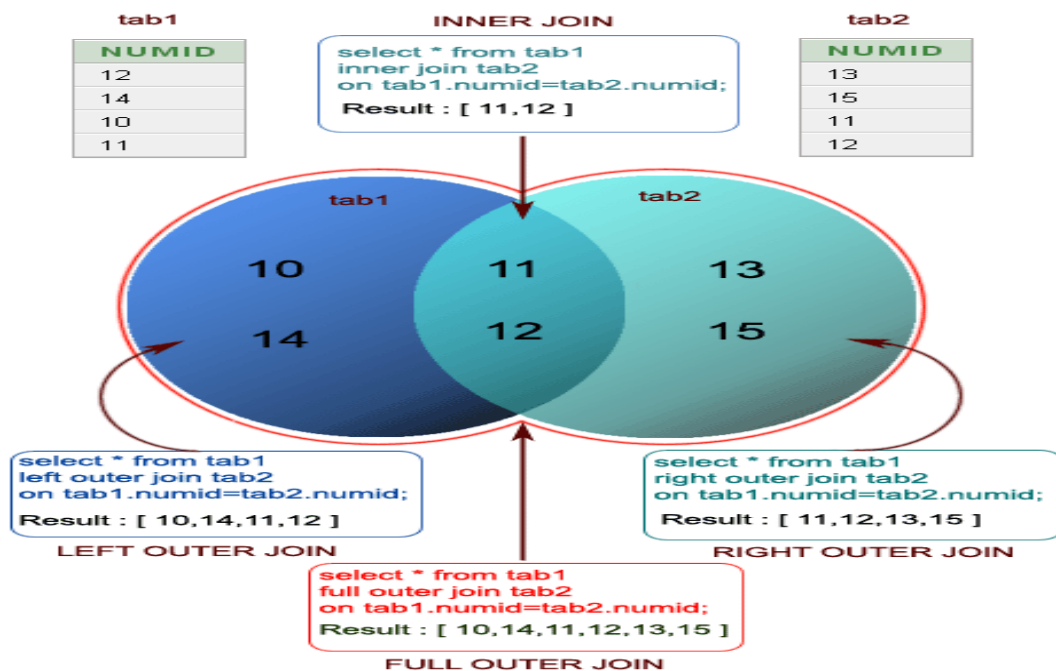 tab1
NUMID
12
14
10
11
INNER JOIN
select * from tab1
inner join tab2
on tab1.numid=tab2.numid;
Result : [ 11,12 ]
tab2
NUMID
13
15
11
12
tab1
tab2
10
11
13
14
12
15
select * from tab1
left outer join tab2
on tab1.numid=tab2.numid;
Result : [ 10,14,11,12 ]
LEFT OUTER JOIN
select * from tab1
right outer join tab2
on tab1.numid=tab2.numid;
Result : [ 11,12,13,15 ]
RIGHT OUTER JOIN
select * from tab1
full outer join tab2
on tab1.numid=tab2.numid;
Result : [ 10,14,11,12,13,15 ]
FULL OUTER JOIN